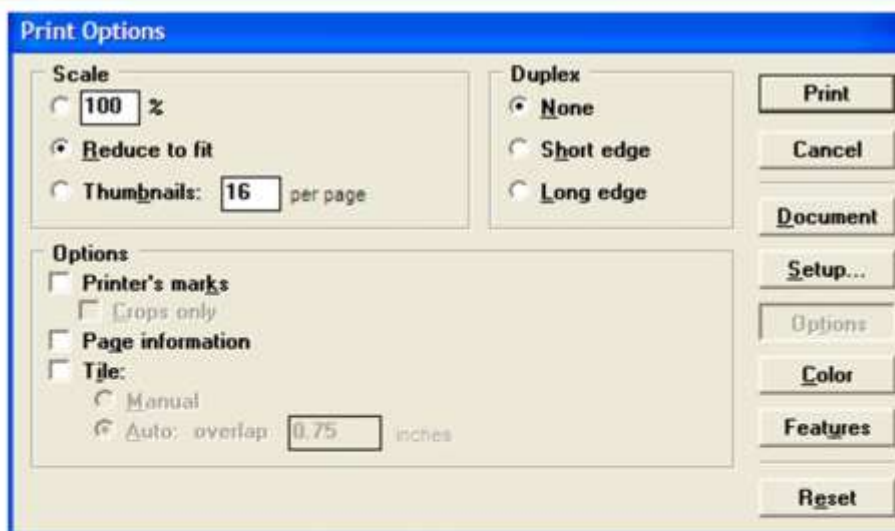 Print Options
Scale
100 %
Reduce to fit
Thumbnails: 16 per page
Duplex
None
Short edge
Long edge
Options
Printer's marks
Crops only
Page information
Tile:
Manual
Auto: overlap 0.75 inches
Print
Cancel
Document
Setup...
Options
Color
Features
Reset